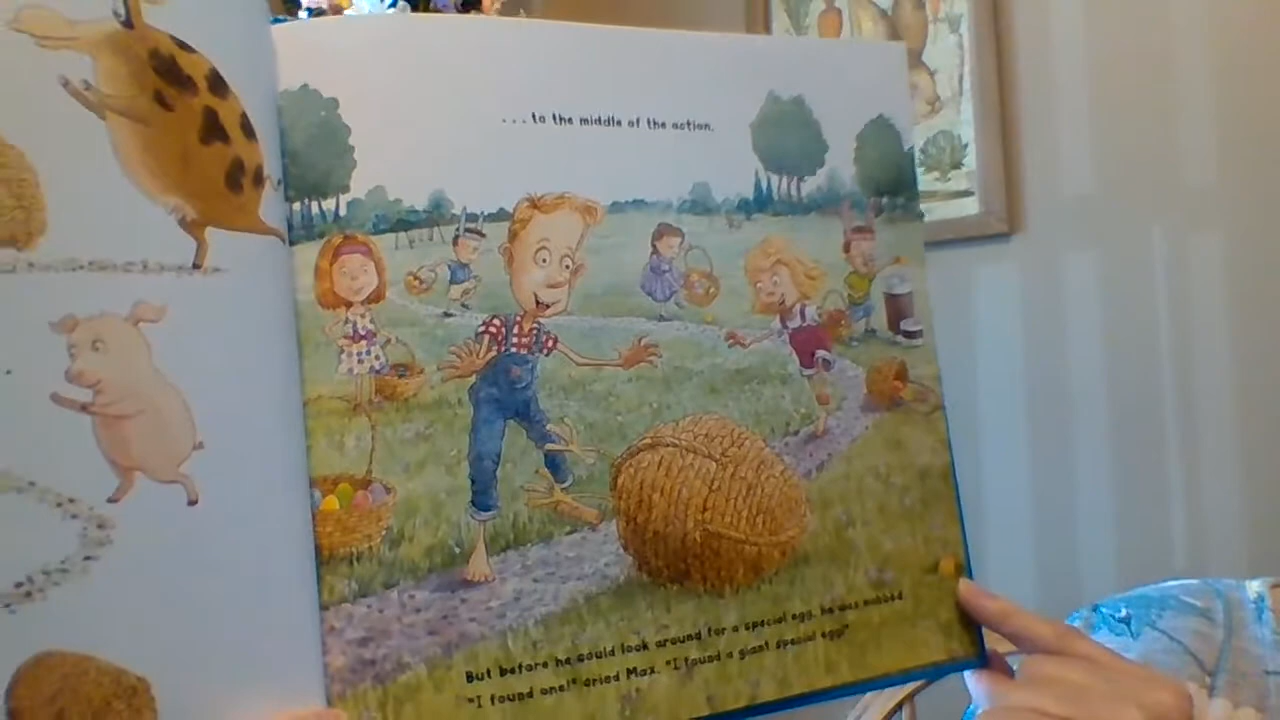 . . . to the middle of the action.
But before he could look around for a special egg, he was mobbed.
"I found one!" cried Max. "I found a giant special egg!"